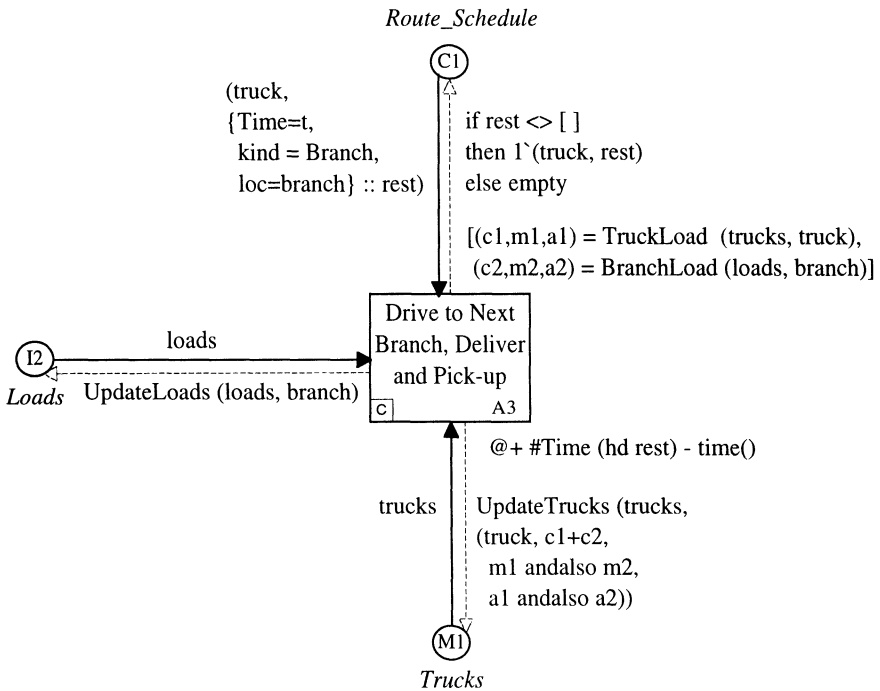 Route_Schedule
C1
(truck,
{Time=t,
kind = Branch,
loc=branch} :: rest)
if rest <> [ ]
then 1`(truck, rest)
else empty
[(c1,m1,a1) = TruckLoad (trucks, truck),
(c2,m2,a2) = BranchLoad (loads, branch)]
Drive to Next
Branch, Deliver
and Pick-up
C
A3
I2
loads
Loads
UpdateLoads (loads, branch)
@+ #Time (hd rest) - time()
trucks
UpdateTrucks (trucks,
(truck, c1+c2,
m1 andalso m2,
a1 andalso a2))
M1
Trucks